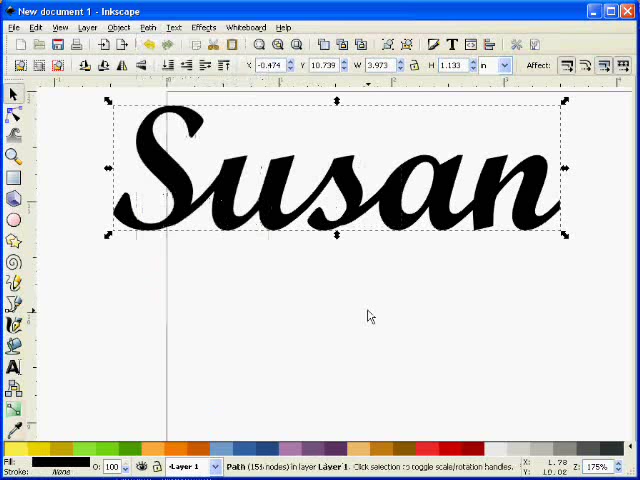 New document 1 - Inkscape
File Edit View Layer Object Path Text Effects Whiteboard Help
X -0.474 Y 10.739 W 3.973 H 1.133 in Affect:
Susan
Fill:
Stroke: None O: 100 Layer 1 Path (154 nodes) in layer Layer 1. Click selection to toggle scale/rotation handles. X: 1.78 Y: 10.02 Z: 175%